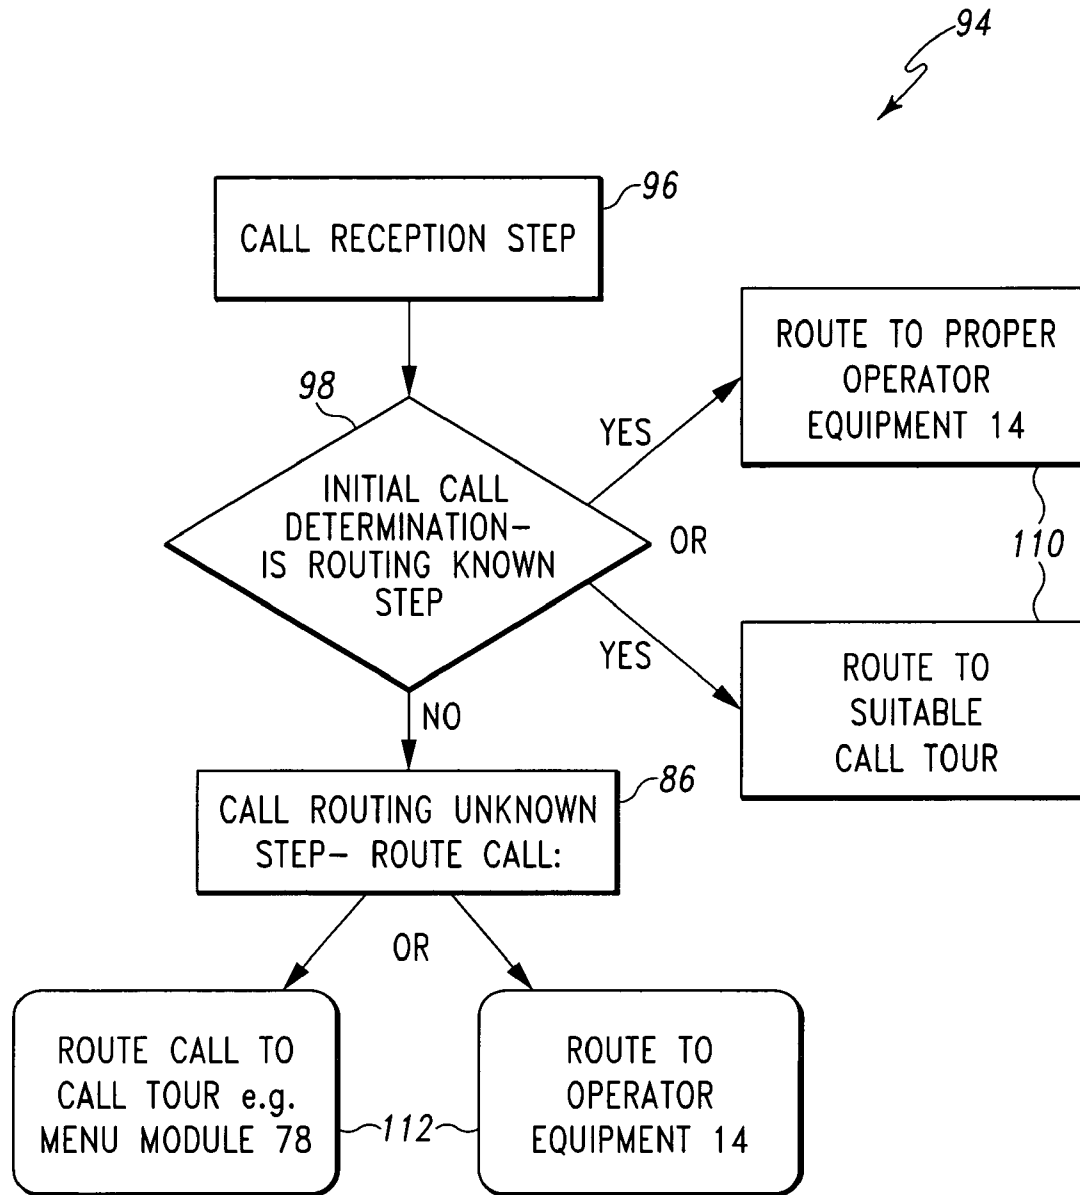 94
CALL RECEPTION STEP
96
98
INITIAL CALL
DETERMINATION–
IS ROUTING KNOWN
STEP
YES
OR
YES
ROUTE TO PROPER
OPERATOR
EQUIPMENT 14
110
ROUTE TO
SUITABLE
CALL TOUR
NO
CALL ROUTING UNKNOWN
STEP– ROUTE CALL:
86
OR
ROUTE CALL TO
CALL TOUR e.g.
MENU MODULE 78
112
ROUTE TO
OPERATOR
EQUIPMENT 14